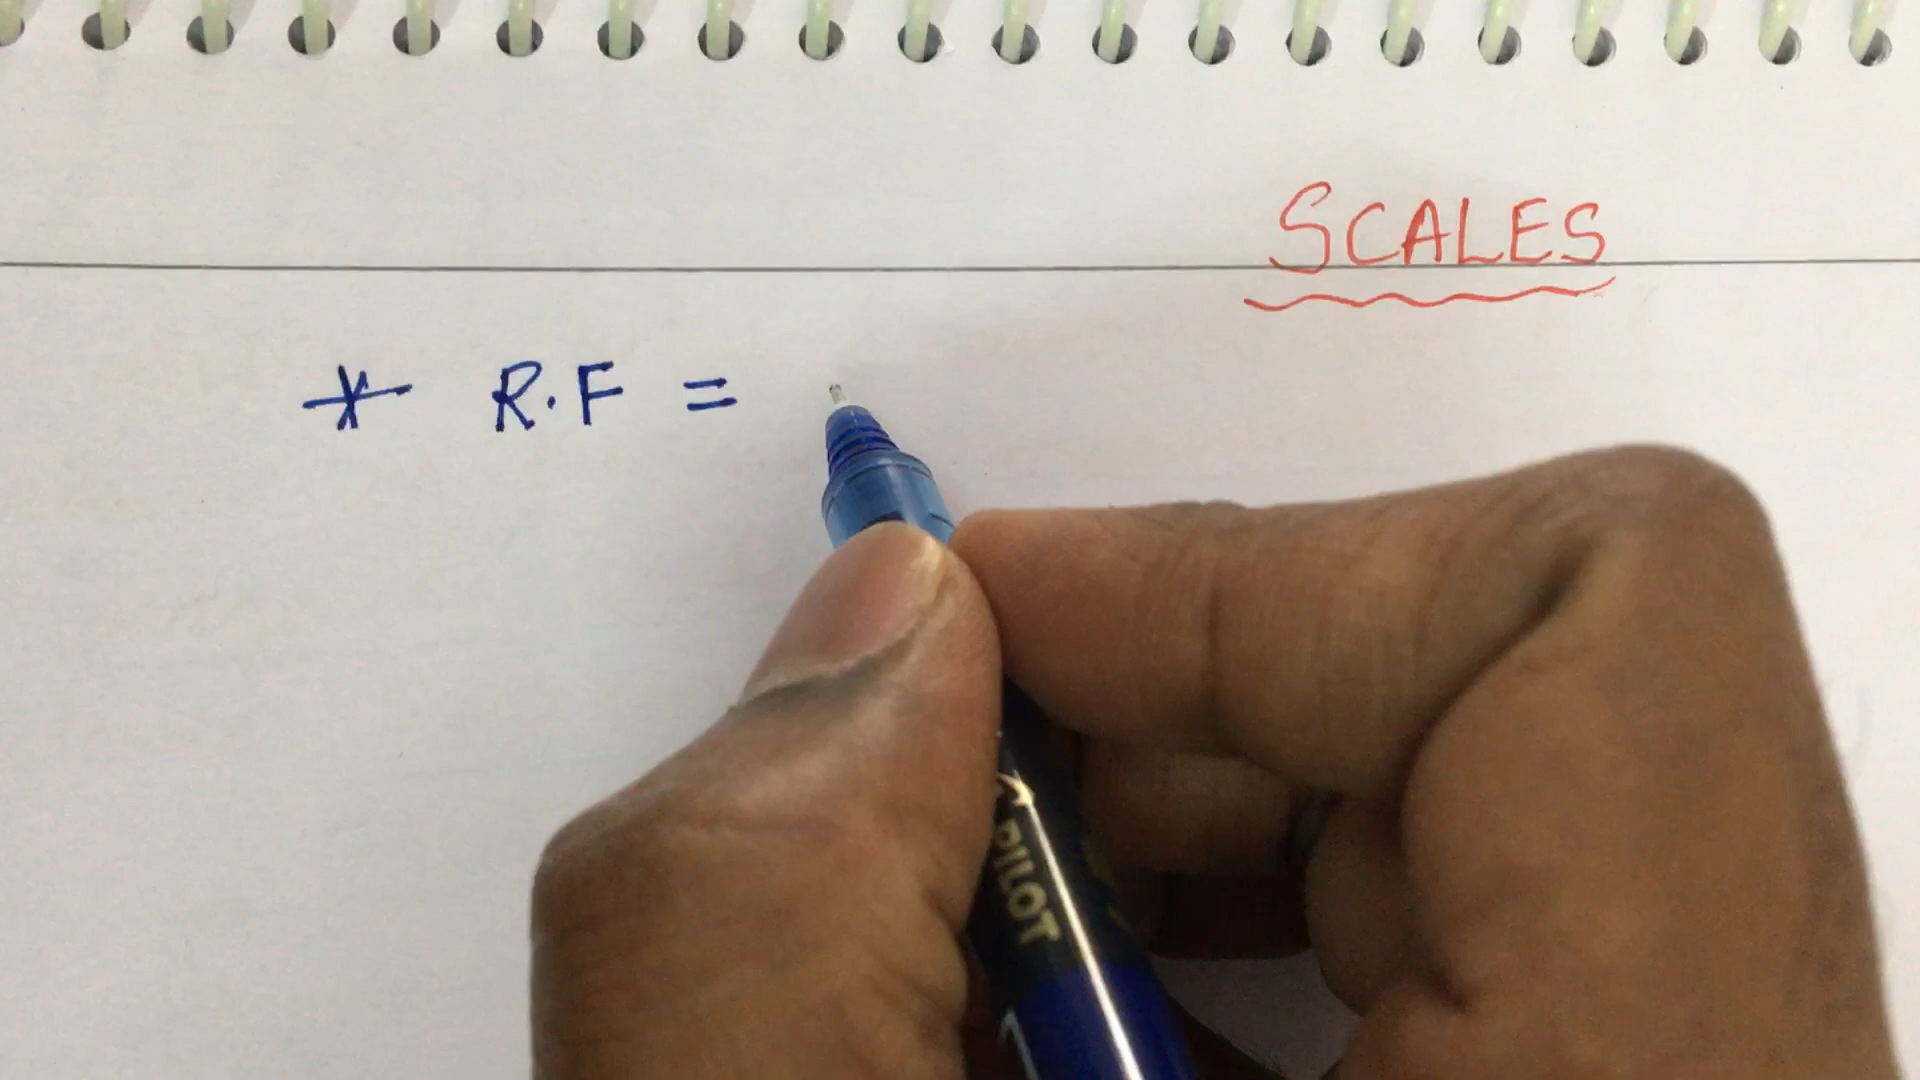 SCALES
* R.F =
PILOT